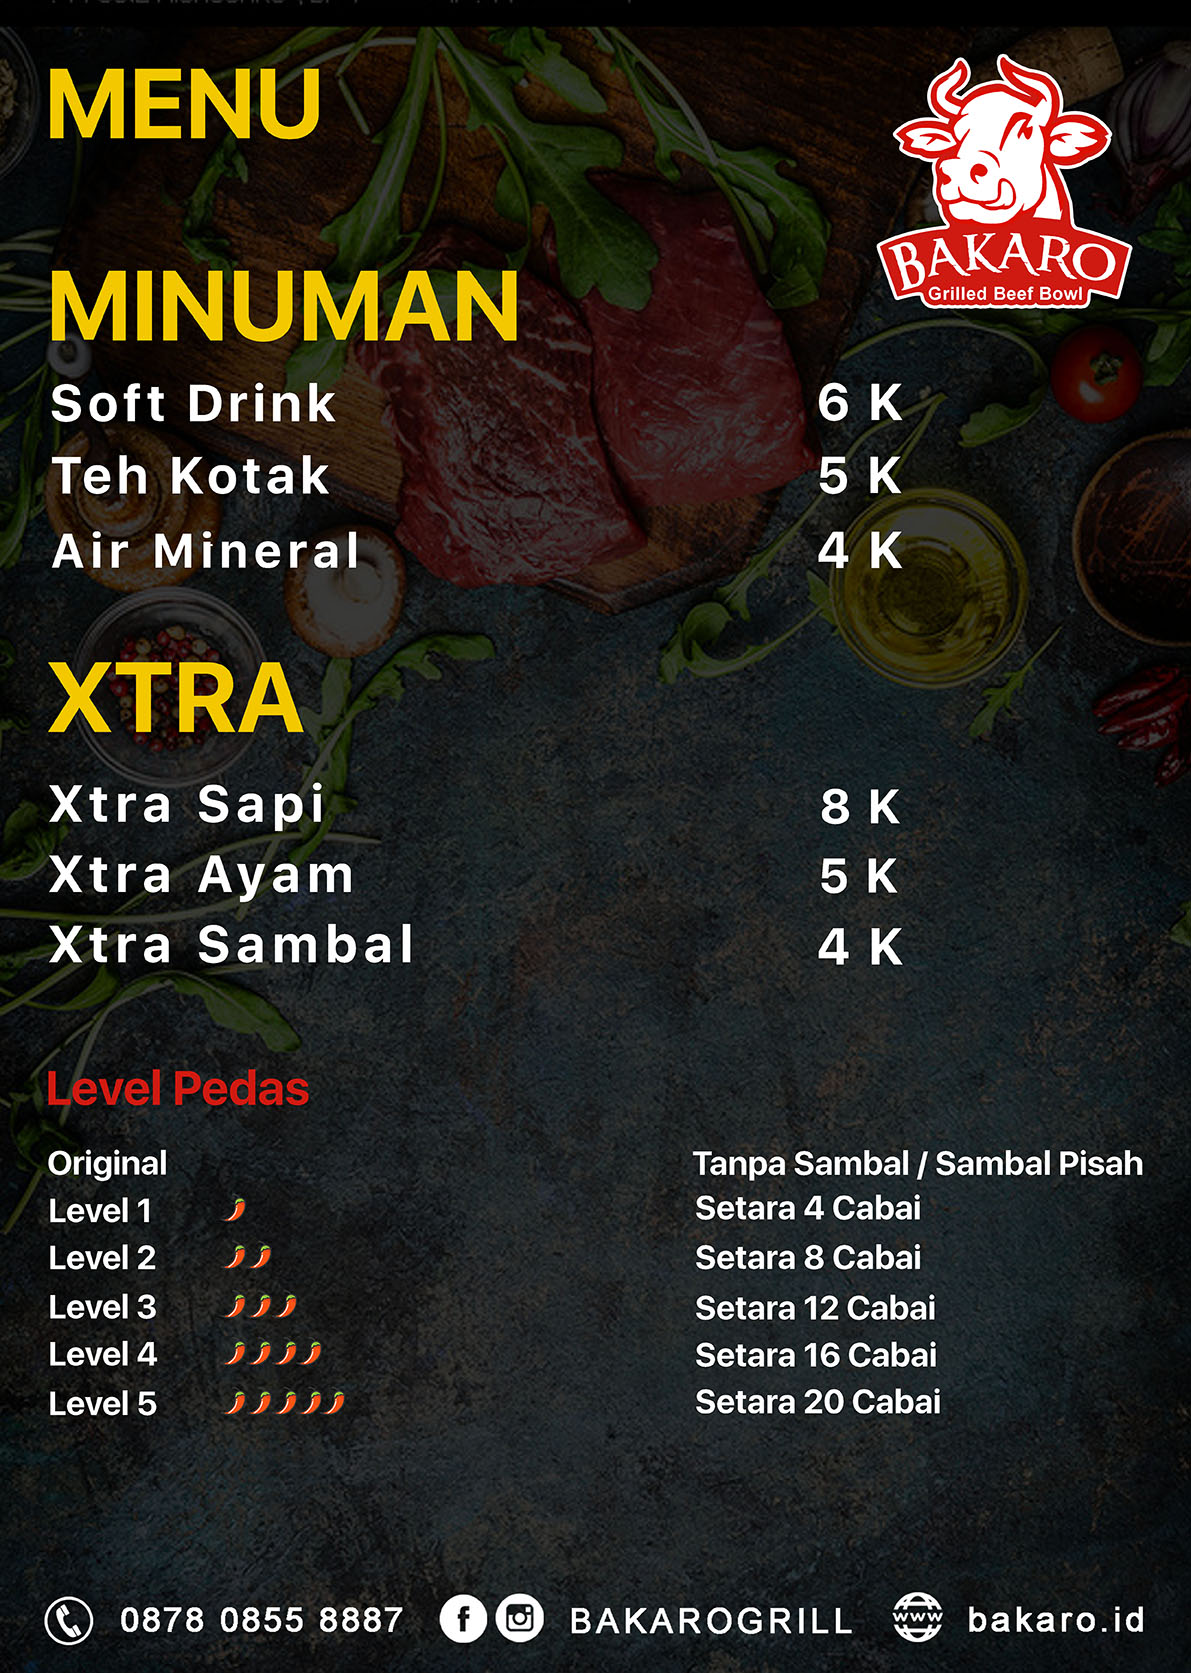 MENU
BAKARO
Grilled Beef Bowl
MINUMAN
Soft Drink 6 K
Teh Kotak 5 K
Air Mineral 4 K
XTRA
Xtra Sapi 8 K
Xtra Ayam 5 K
Xtra Sambal 4 K
Level Pedas
Original Tanpa Sambal / Sambal Pisah
Level 1 Setara 4 Cabai
Level 2 Setara 8 Cabai
Level 3 Setara 12 Cabai
Level 4 Setara 16 Cabai
Level 5 Setara 20 Cabai
0878 0855 8887 f BAKAROGRILL www bakaro.id